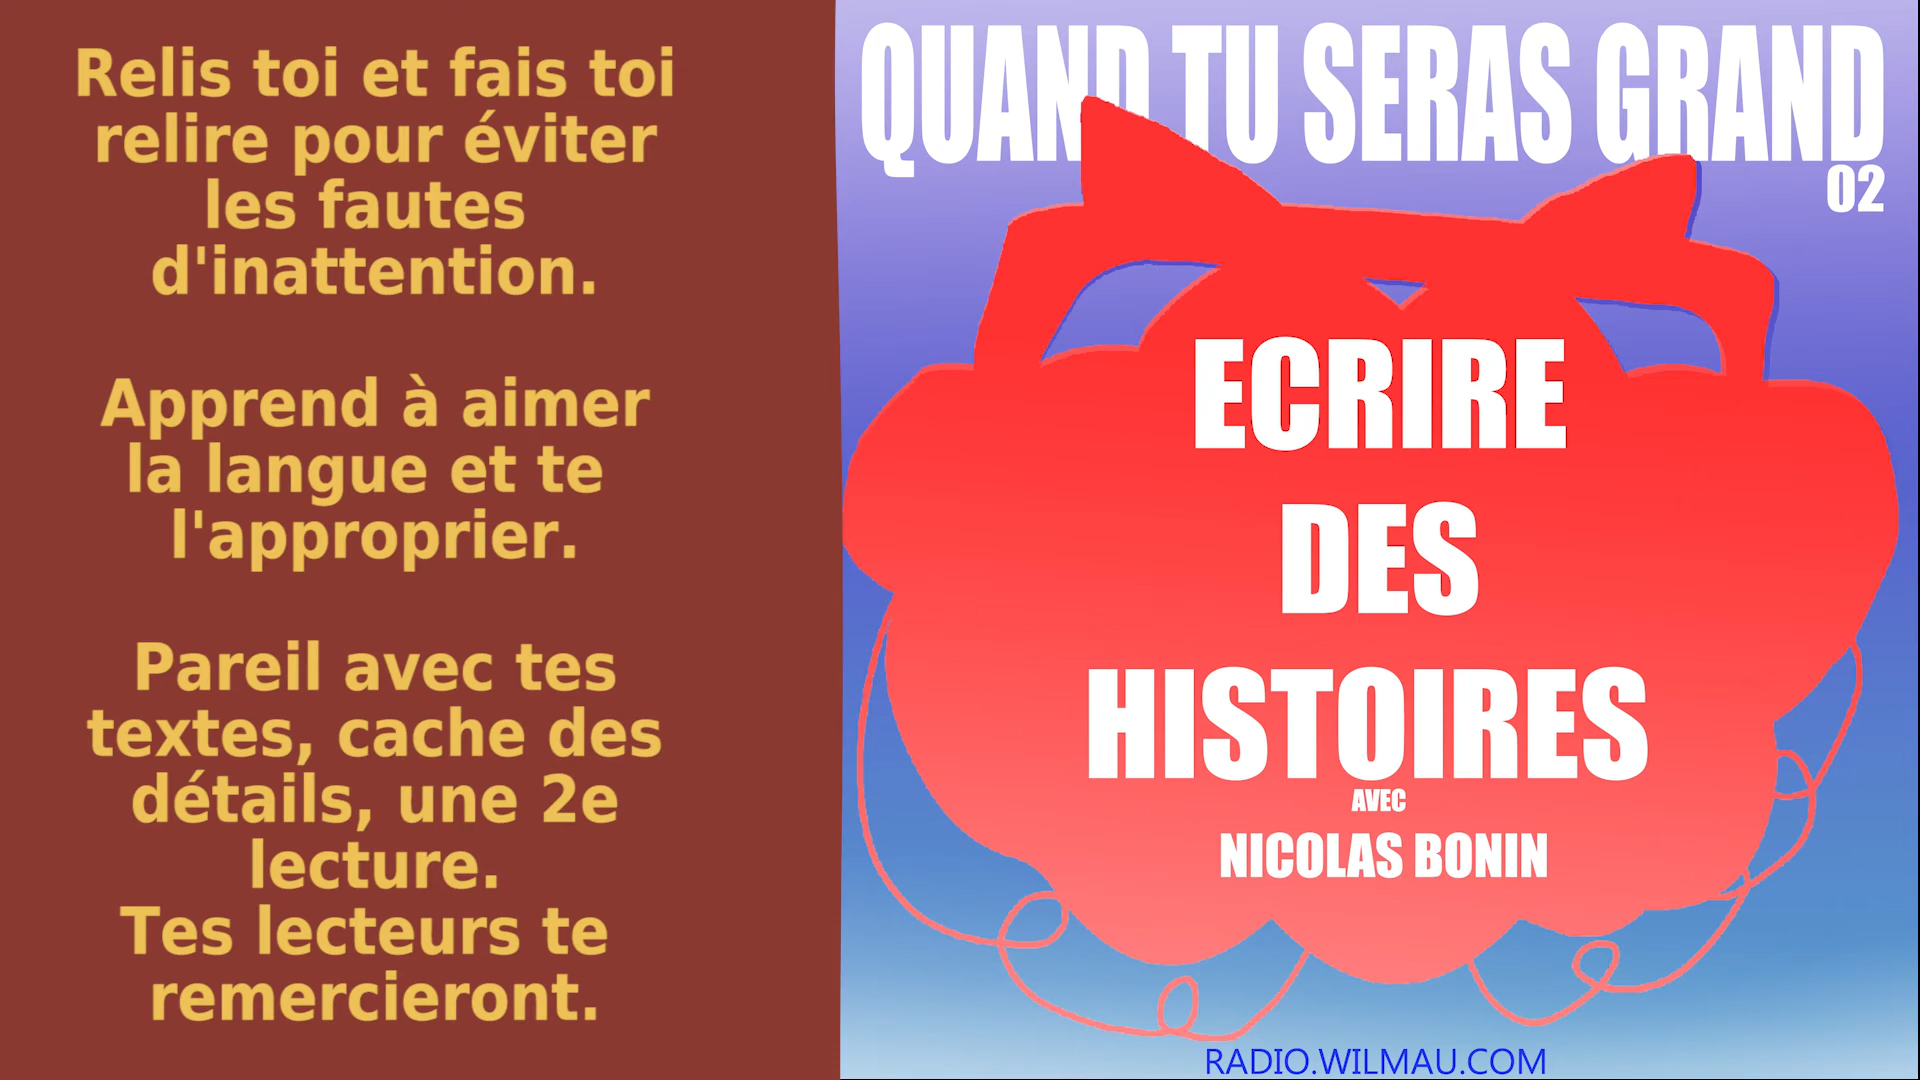 Relis toi et fais toi
relire pour éviter
les fautes
d'inattention.
Apprend à aimer
la langue et te
l'approprier.
Pareil avec tes
textes, cache des
détails, une 2e
lecture.
Tes lecteurs te
remercieront.
QUAND TU SERAS GRAND
02
ECRIRE
DES
HISTOIRES
AVEC
NICOLAS BONIN
RADIO.WILMAU.COM